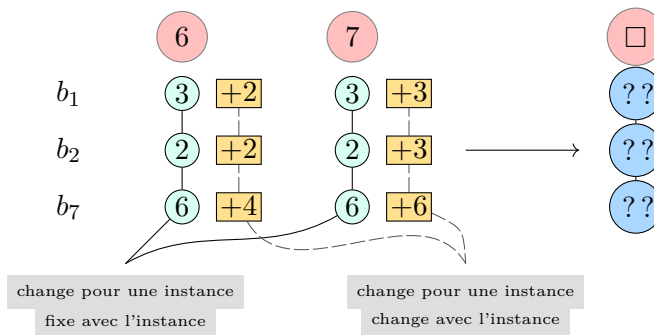 6 7 □
b₁ 3 +2 3 +3 ??
b₂ 2 +2 2 +3 ??
b₇ 6 +4 6 +6 ??
change pour une instance change pour une instance
fixe avec l'instance change avec l'instance